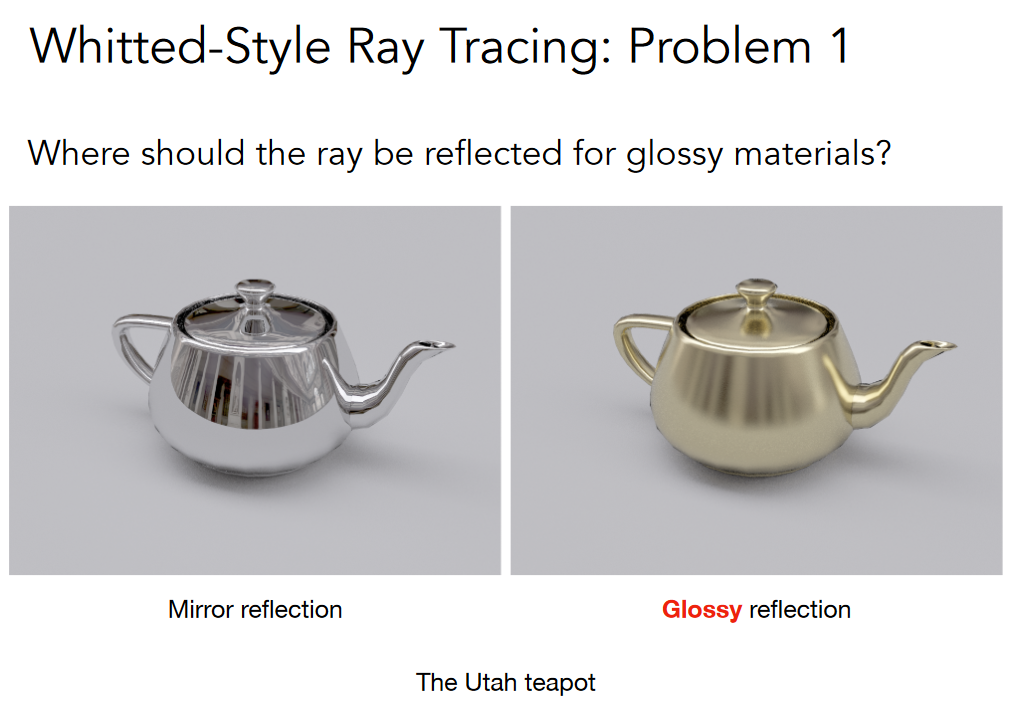 Whitted-Style Ray Tracing: Problem 1
Where should the ray be reflected for glossy materials?
Mirror reflection
Glossy reflection
The Utah teapot